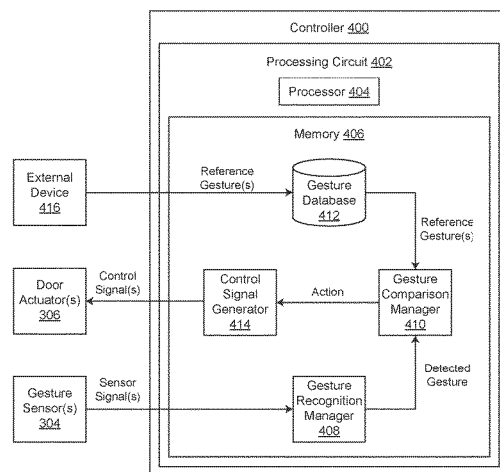 Controller 400
Processing Circuit 402
Processor 404
Memory 406
External
Device
416
Reference
Gesture(s)
Gesture
Database
412
Reference
Gesture(s)
Door
Actuator(s)
306
Control
Signal(s)
Control
Signal
Generator
414
Action
Gesture
Comparison
Manager
410
Gesture
Sensor(s)
304
Sensor
Signal(s)
Gesture
Recognition
Manager
408
Detected
Gesture